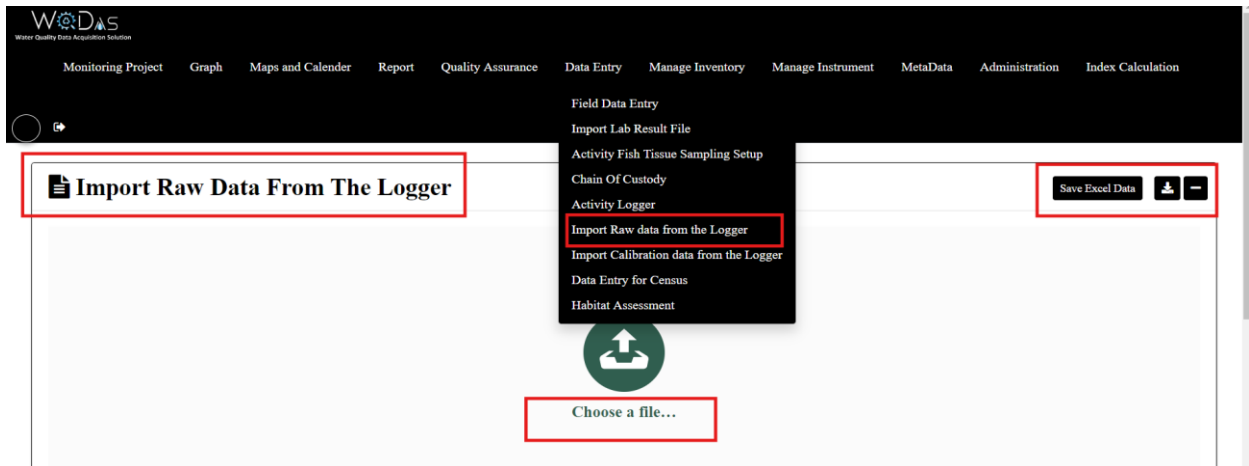 WQDAS
Water Quality Data Acquisition Solution
Monitoring Project Graph Maps and Calender Report Quality Assurance Data Entry Manage Inventory Manage Instrument MetaData Administration Index Calculation
Field Data Entry
Import Lab Result File
Activity Fish Tissue Sampling Setup
Chain Of Custody
Activity Logger
Import Raw data from the Logger
Import Calibration data from the Logger
Data Entry for Census
Habitat Assessment
Import Raw Data From The Logger
Save Excel Data
Choose a file…